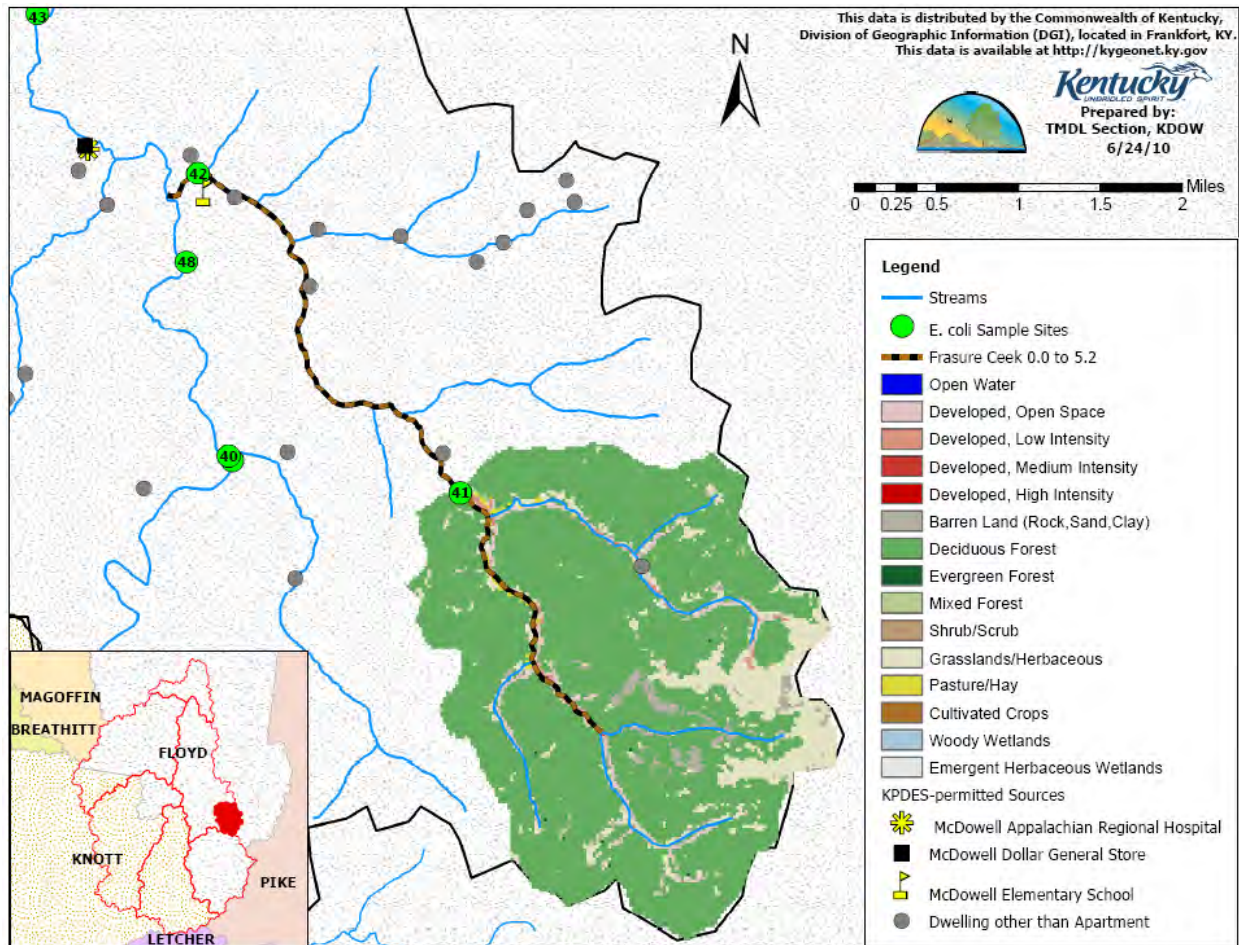 This data is distributed by the Commonwealth of Kentucky,
Division of Geographic Information (DGI), located in Frankfort, KY.
This data is available at http://kygeonet.ky.gov
Kentucky
UNBRIDLED SPIRIT
Prepared by:
TMDL Section, KDOW
6/24/10
N
Miles
0 0.25 0.5 1 1.5 2
43
42
48
40
41
Legend
Streams
E. coli Sample Sites
Frasure Ceek 0.0 to 5.2
Open Water
Developed, Open Space
Developed, Low Intensity
Developed, Medium Intensity
Developed, High Intensity
Barren Land (Rock,Sand,Clay)
Deciduous Forest
Evergreen Forest
Mixed Forest
Shrub/Scrub
Grasslands/Herbaceous
Pasture/Hay
Cultivated Crops
Woody Wetlands
Emergent Herbaceous Wetlands
KPDES-permitted Sources
McDowell Appalachian Regional Hospital
McDowell Dollar General Store
McDowell Elementary School
Dwelling other than Apartment
MAGOFFIN
BREATHITT
FLOYD
KNOTT
PIKE
LETCHER